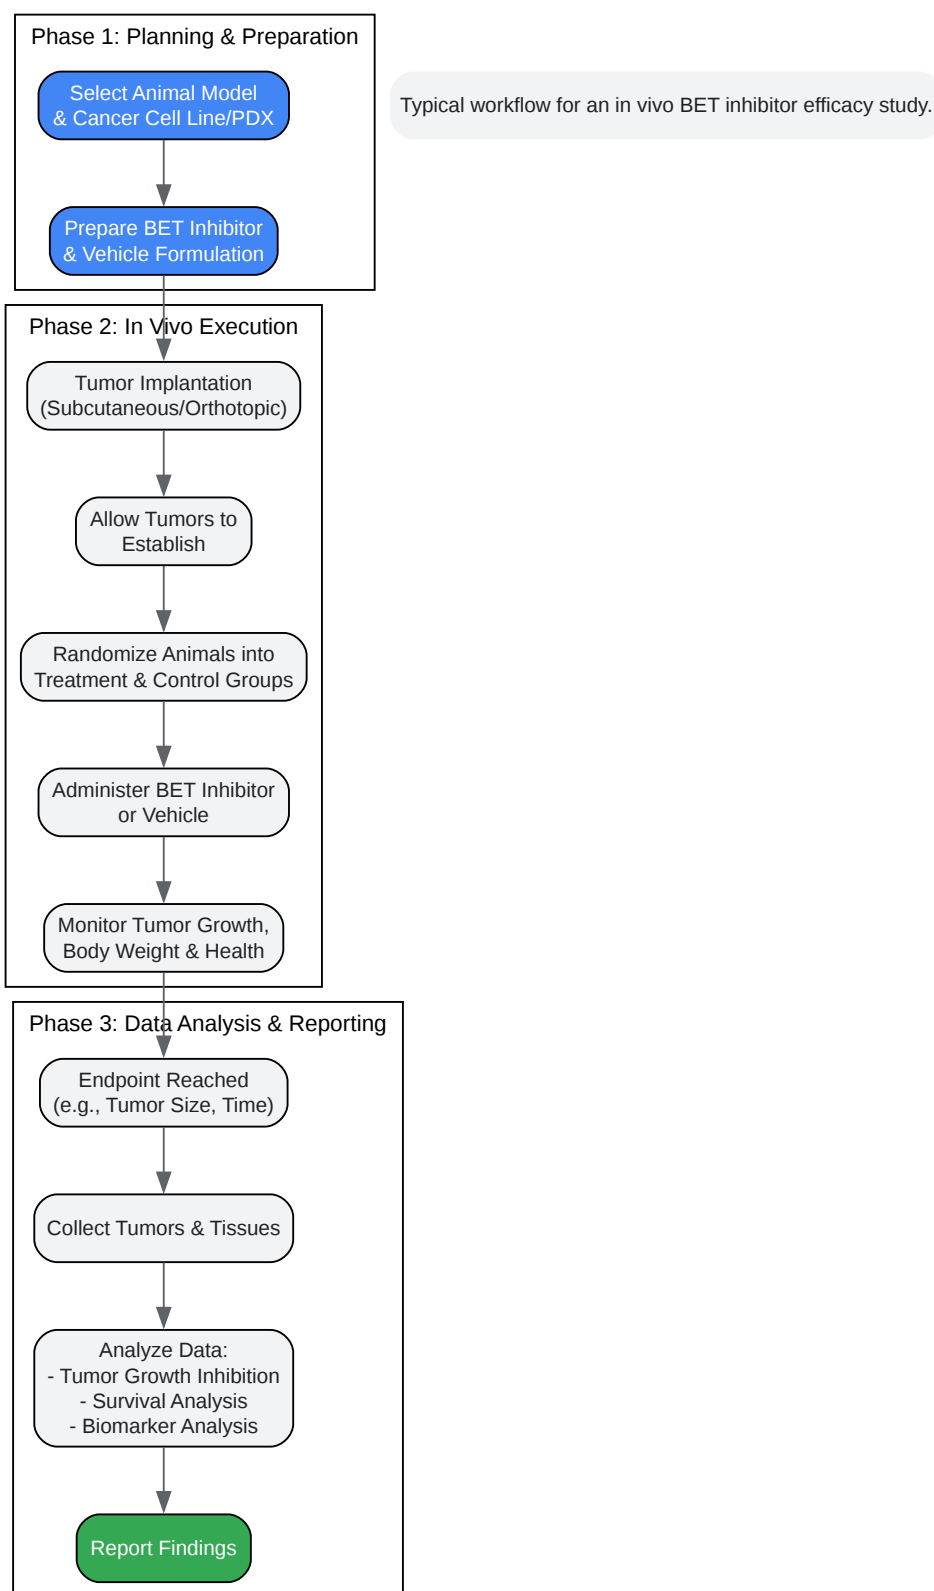 Phase 1: Planning & Preparation
Select Animal Model
& Cancer Cell Line/PDX
Typical workflow for an in vivo BET inhibitor efficacy study.
Prepare BET Inhibitor
& Vehicle Formulation
Phase 2: In Vivo Execution
Tumor Implantation
(Subcutaneous/Orthotopic)
Allow Tumors to
Establish
Randomize Animals into
Treatment & Control Groups
Administer BET Inhibitor
or Vehicle
Monitor Tumor Growth,
Body Weight & Health
Phase 3: Data Analysis & Reporting
Endpoint Reached
(e.g., Tumor Size, Time)
Collect Tumors & Tissues
Analyze Data:
- Tumor Growth Inhibition
- Survival Analysis
- Biomarker Analysis
Report Findings